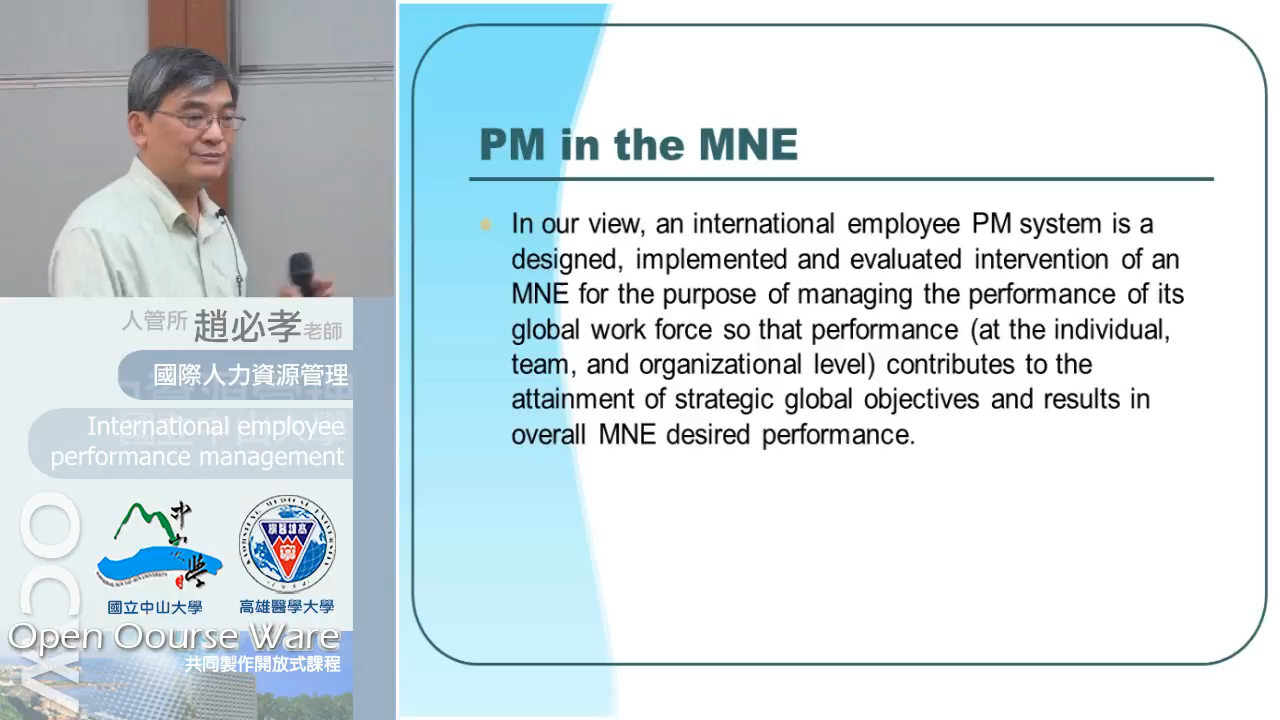 人管所 趙必孝老師
國際人力資源管理
International employee
performance management
OCW
國立中山大學
高雄醫學大學
Open Oourse Ware
共同製作開放式課程
PM in the MNE
In our view, an international employee PM system is a
designed, implemented and evaluated intervention of an
MNE for the purpose of managing the performance of its
global work force so that performance (at the individual,
team, and organizational level) contributes to the
attainment of strategic global objectives and results in
overall MNE desired performance.